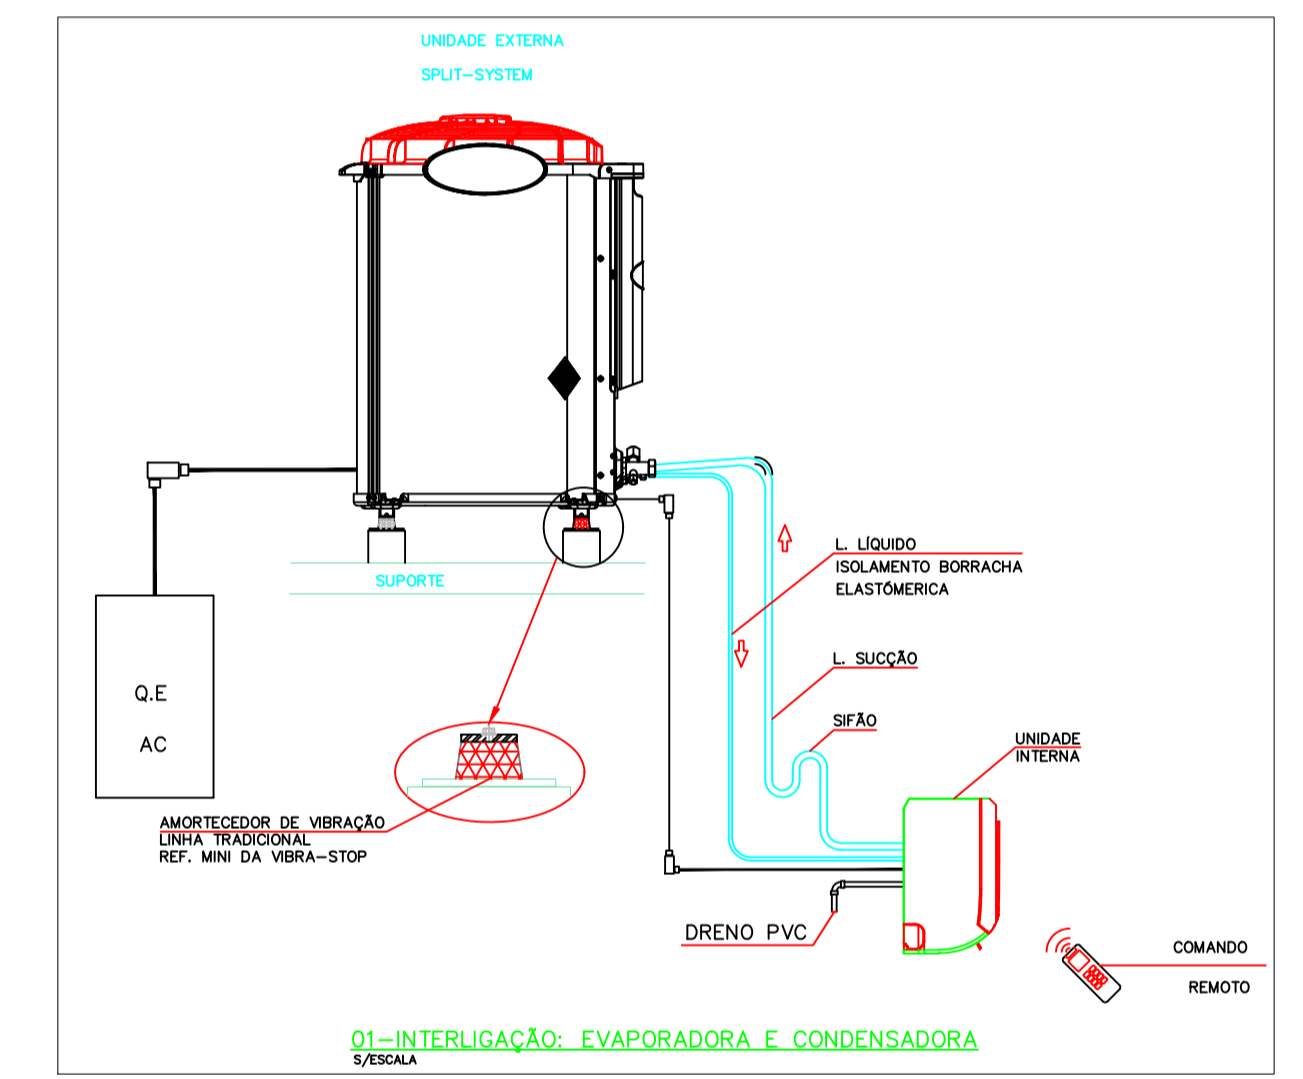 UNIDADE EXTERNA
SPLIT-SYSTEM
L. LÍQUIDO
ISOLAMENTO BORRACHA
ELASTÓMERICA
SUPORTE
L. SUCÇÃO
Q.E
AC
SIFÃO
UNIDADE
INTERNA
AMORTECEDOR DE VIBRAÇÃO
LINHA TRADICIONAL
REF. MINI DA VIBRA-STOP
DRENO PVC
COMANDO
REMOTO
01-INTERLIGAÇÃO: EVAPORADORA E CONDENSADORA
S/ESCALA